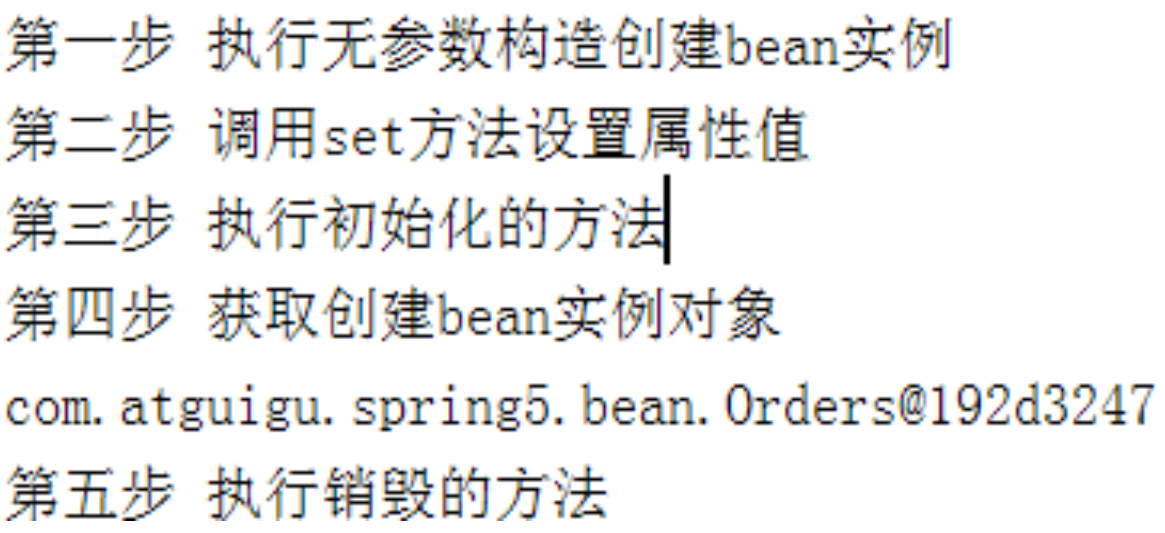 第一步 执行无参数构造创建bean实例
第二步 调用set方法设置属性值
第三步 执行初始化的方法
第四步 获取创建bean实例对象
com.atguigu.spring5.bean.Orders@192d3247
第五步 执行销毁的方法